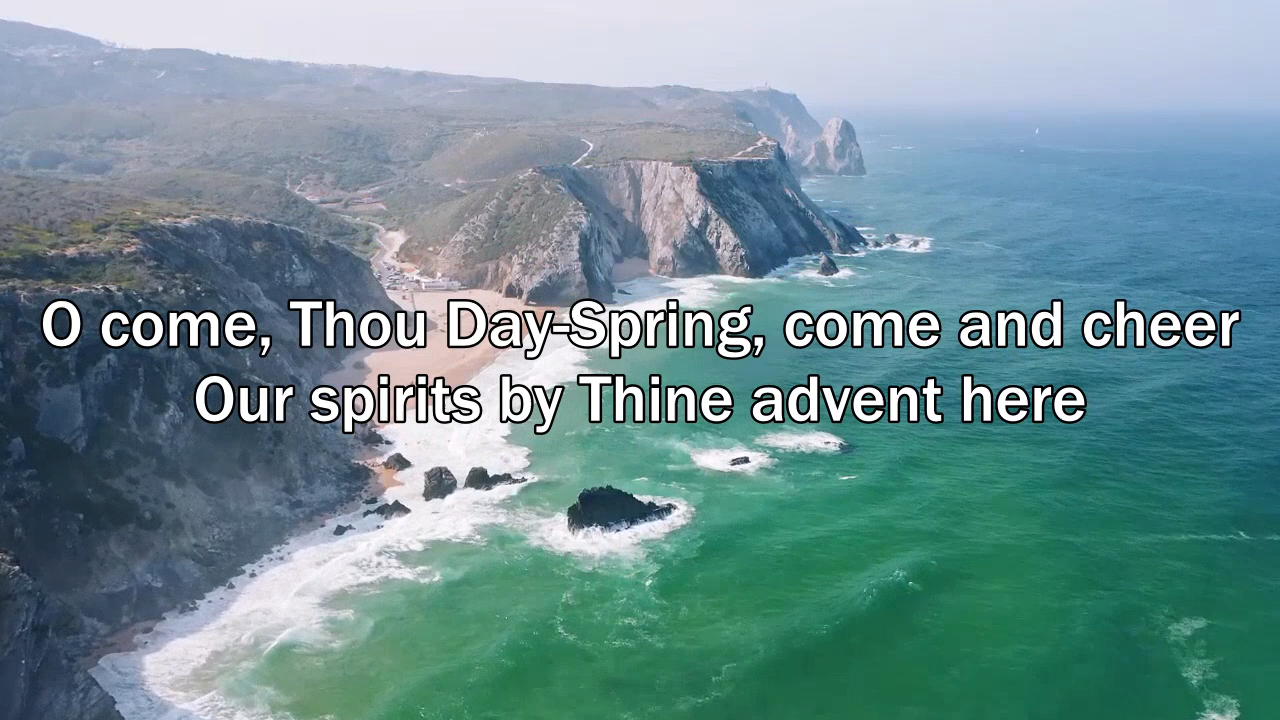 O come, Thou Day-Spring, come and cheer
Our spirits by Thine advent here